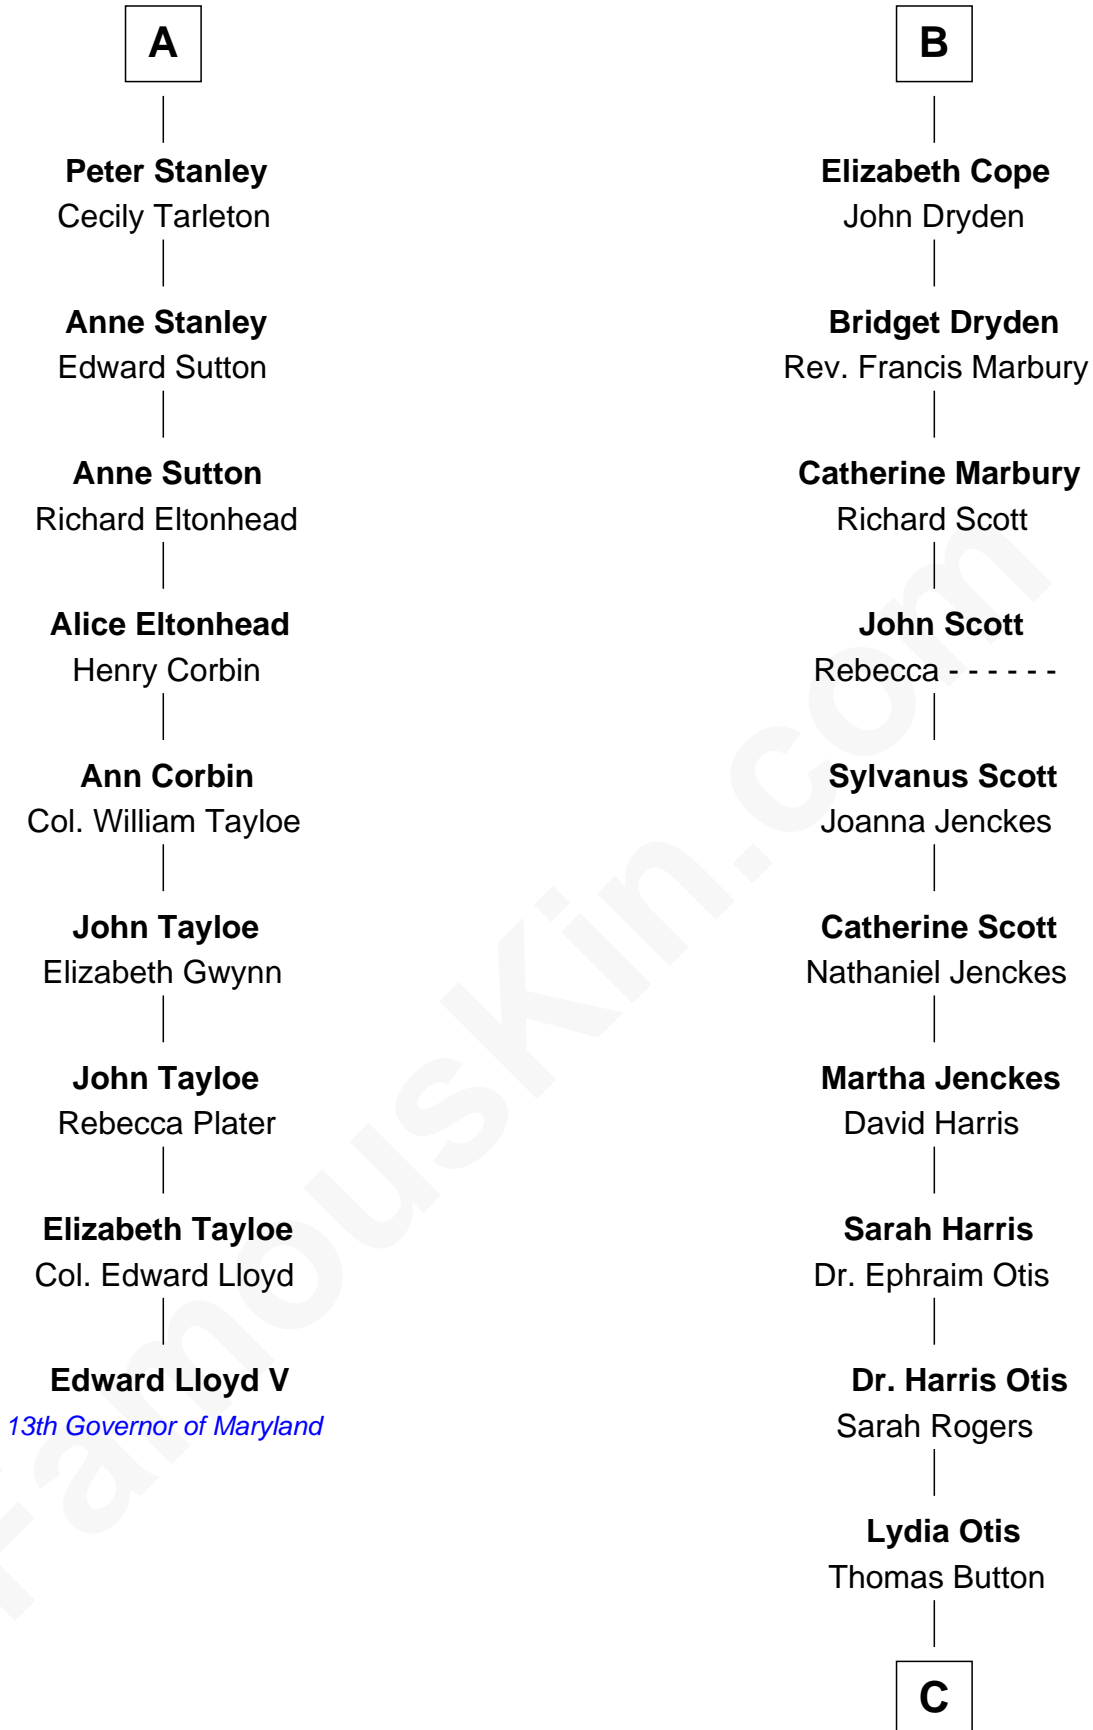 A
Peter Stanley
Cecily Tarleton
Anne Stanley
Edward Sutton
Anne Sutton
Richard Eltonhead
Alice Eltonhead
Henry Corbin
Ann Corbin
Col. William Tayloe
John Tayloe
Elizabeth Gwynn
John Tayloe
Rebecca Plater
Elizabeth Tayloe
Col. Edward Lloyd
Edward Lloyd V
13th Governor of Maryland
B
Elizabeth Cope
John Dryden
Bridget Dryden
Rev. Francis Marbury
Catherine Marbury
Richard Scott
John Scott
Rebecca - - - - - -
Sylvanus Scott
Joanna Jenckes
Catherine Scott
Nathaniel Jenckes
Martha Jenckes
David Harris
Sarah Harris
Dr. Ephraim Otis
Dr. Harris Otis
Sarah Rogers
Lydia Otis
Thomas Button
C
FamousKin.com